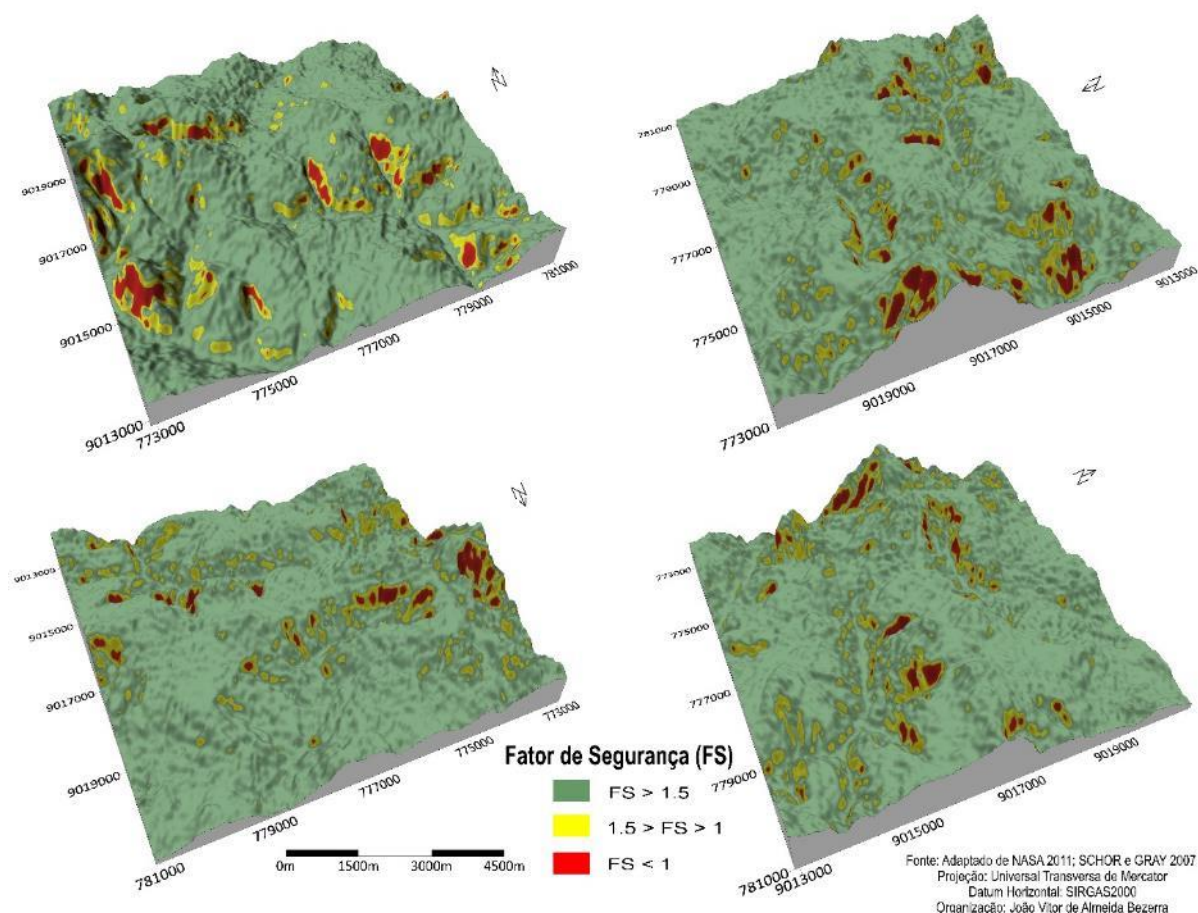 N
9019000
9017000
9015000
9013000
773000
775000
777000
779000
781000
N
781000
779000
777000
775000
773000
9019000
9017000
9015000
9013000
N
9013000
9015000
9017000
9019000
781000
779000
777000
775000
773000
N
773000
775000
777000
779000
781000
9013000
9015000
9017000
9019000
Fator de Segurança (FS)
FS > 1.5
1.5 > FS > 1
FS < 1
0m 1500m 3000m 4500m
Fonte: Adaptado de NASA 2011; SCHOR e GRAY 2007
Projeção: Universal Transversa de Mercator
Datum Horizontal: SIRGAS2000
Organização: João Vitor de Almeida Bezerra